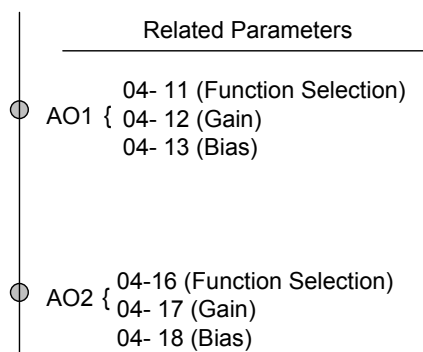 Related Parameters
04- 11 (Function Selection)
AO1 { 04- 12 (Gain)
04- 13 (Bias)
04-16 (Function Selection)
AO2 { 04- 17 (Gain)
04- 18 (Bias)